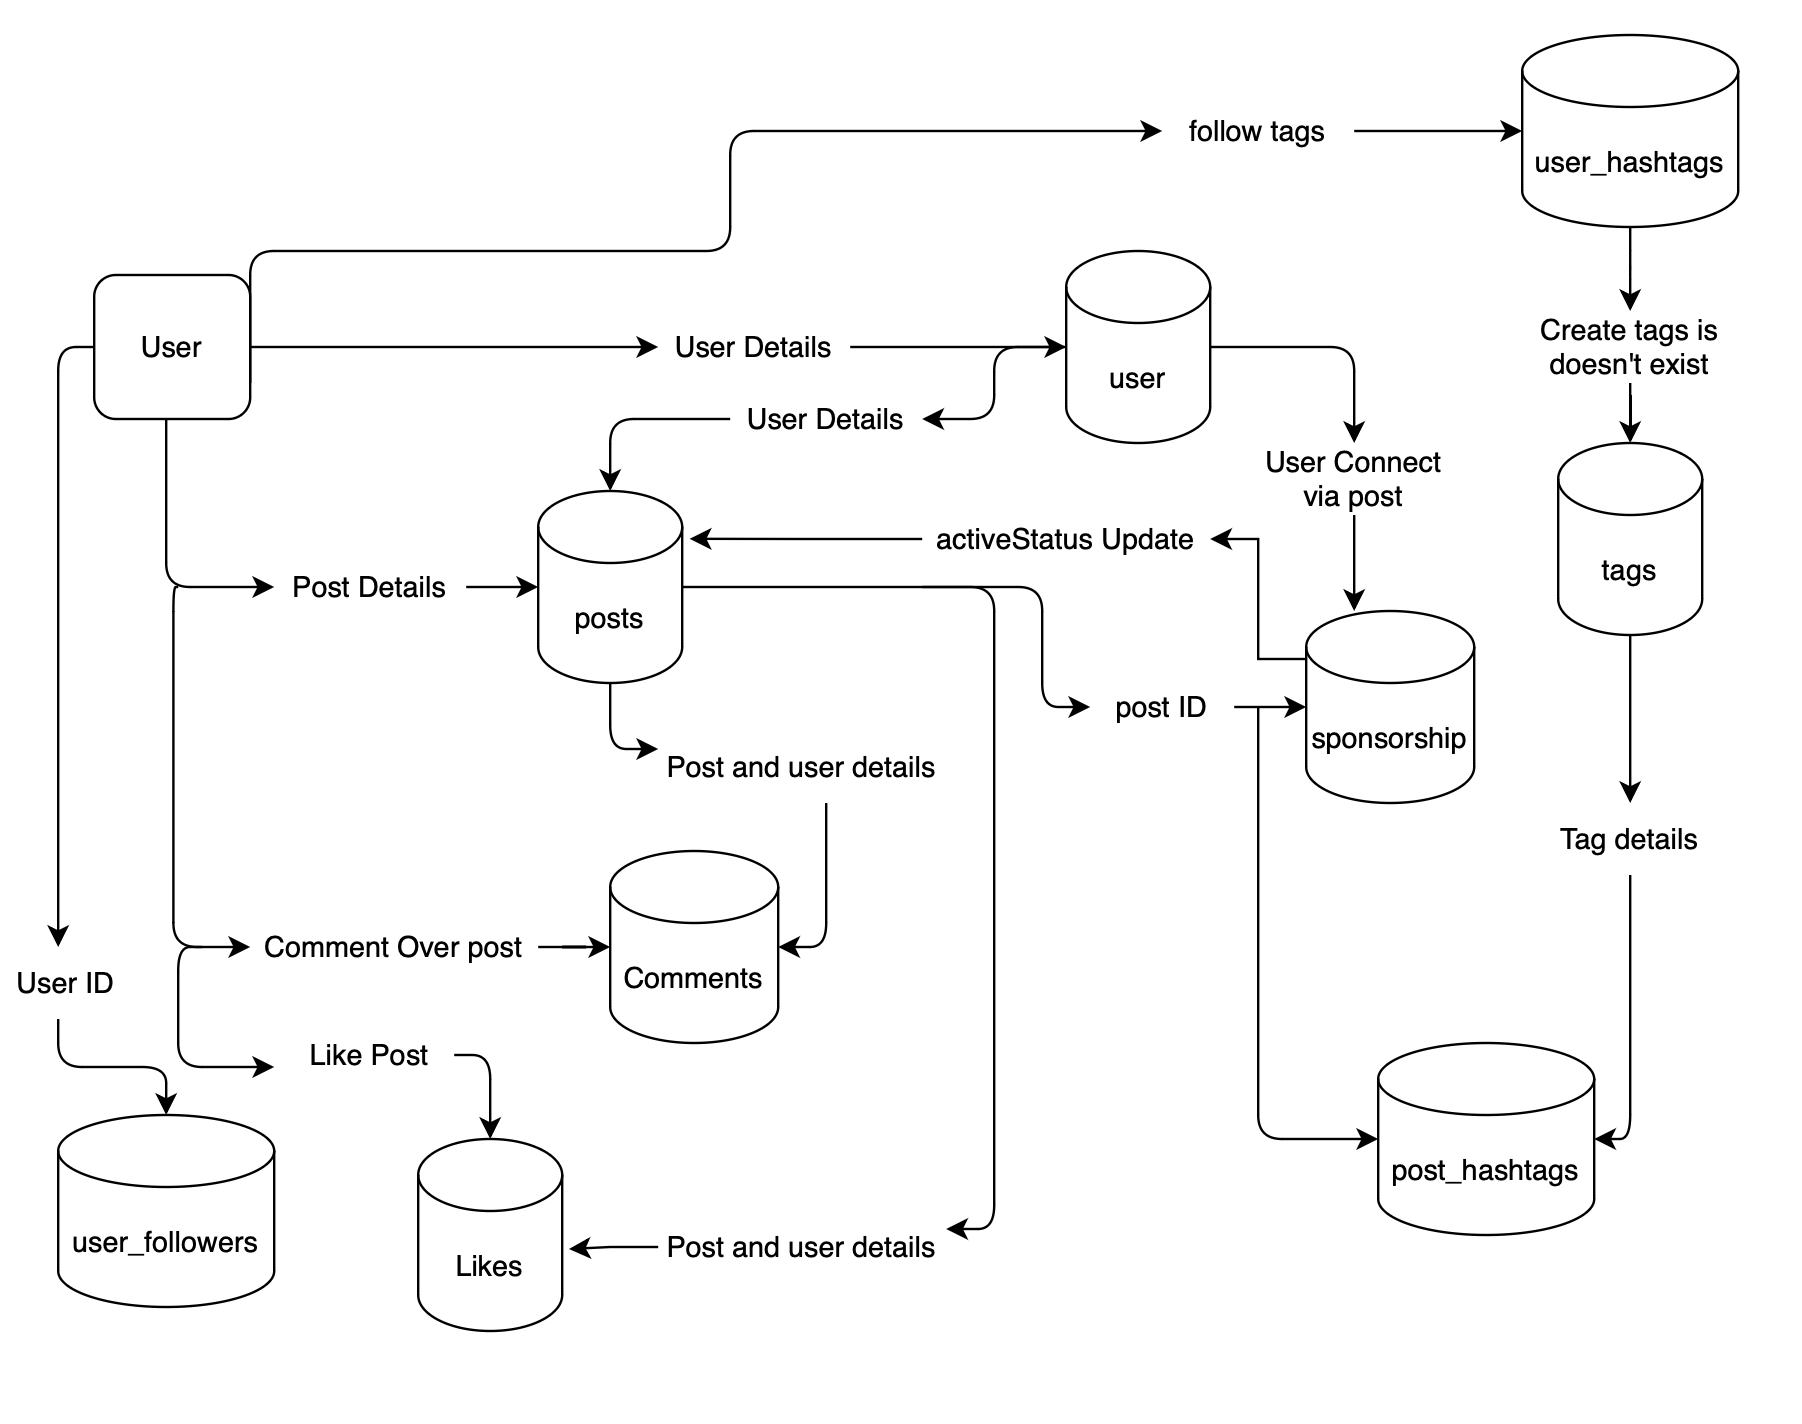 follow tags
user_hashtags
User
User Details
user
Create tags is
doesn't exist
User Details
User Connect
via post
activeStatus Update
tags
Post Details
posts
post ID
sponsorship
Post and user details
Tag details
Comment Over post
Comments
User ID
Like Post
post_hashtags
user_followers
Likes
Post and user details